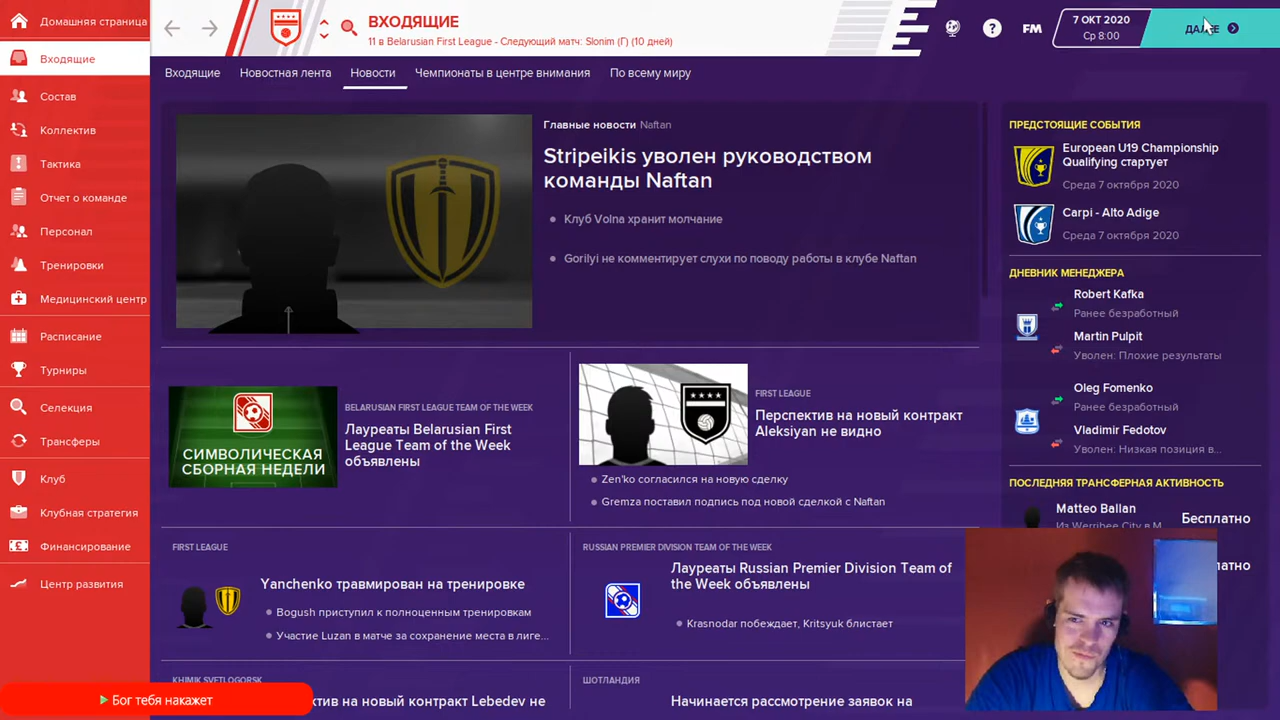 Домашняя страница
Входящие
Состав
Коллектив
Тактика
Отчет о команде
Персонал
Тренировки
Медицинский центр
Расписание
Турниры
Селекция
Трансферы
Клуб
Клубная стратегия
Финансирование
Центр развития
ВХОДЯЩИЕ
11 в Belarusian First League - Следующий матч: Slonim (Г) (10 дней)
?
FM
7 ОКТ 2020
Ср 8:00
Входящие
Новостная лента
Новости
Чемпионаты в центре внимания
По всему миру
Главные новости Naftan
Stripeikis уволен руководством
команды Naftan
Клуб Volna хранит молчание
Gorilyi не комментирует слухи по поводу работы в клубе Naftan
СИМВОЛИЧЕСКАЯ
СБОРНАЯ НЕДЕЛИ
BELARUSIAN FIRST LEAGUE TEAM OF THE WEEK
Лауреаты Belarusian First
League Team of the Week
объявлены
FIRST LEAGUE
Перспектив на новый контракт
Aleksiyan не видно
Zen'ko согласился на новую сделку
Gremza поставил подпись под новой сделкой с Naftan
FIRST LEAGUE
Yanchenko травмирован на тренировке
Bogush приступил к полноценным тренировкам
Участие Luzan в матче за сохранение места в лиге...
RUSSIAN PREMIER DIVISION TEAM OF THE WEEK
Лауреаты Russian Premier Division Team of
the Week объявлены
Krasnodar побеждает, Kritsyuk блистает
KHIMIK SVETLOGORSK
на новый контракт Lebedev не
ШОТЛАНДИЯ
Начинается рассмотрение заявок на
ПРЕДСТОЯЩИЕ СОБЫТИЯ
European U19 Championship
Qualifying стартует
Среда 7 октября 2020
Carpi - Alto Adige
Среда 7 октября 2020
ДНЕВНИК МЕНЕДЖЕРА
Robert Kafka
Ранее безработный
Martin Pulpit
Уволен: Плохие результаты
Oleg Fomenko
Ранее безработный
Vladimir Fedotov
Уволен: Низкая позиция в...
ПОСЛЕДНЯЯ ТРАНСФЕРНАЯ АКТИВНОСТЬ
Matteo Ballan
Из Werribee City в М...
Бесплатно
Бог тебя накажет